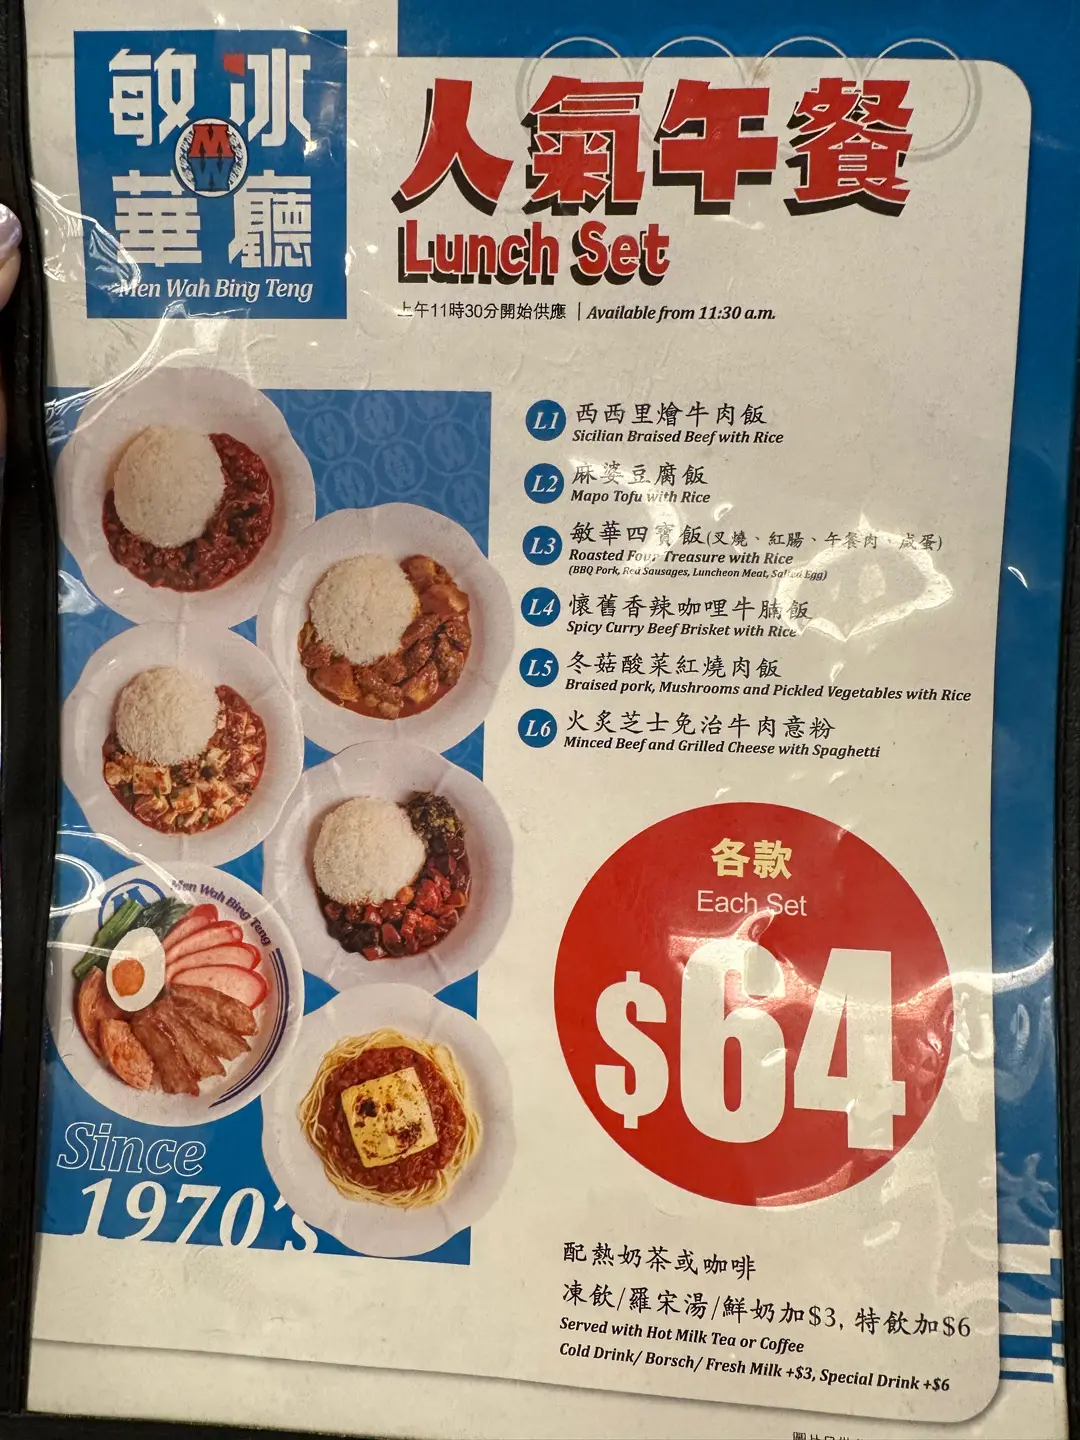 敏 冰
華 廳
MW
Men Wah Bing Teng
人氣午餐
Lunch Set
上午11時30分開始供應 | Available from 11:30 a.m.
L1 西西里燴牛肉飯
Sicilian Braised Beef with Rice
L2 麻婆豆腐飯
Mapo Tofu with Rice
L3 敏華四寶飯(叉燒、紅腸、午餐肉、咸蛋)
Roasted Four Treasure with Rice
(BBQ Pork, Red Sausages, Luncheon Meat, Salted Egg)
L4 懷舊香辣咖哩牛腩飯
Spicy Curry Beef Brisket with Rice
L5 冬菇酸菜紅燒肉飯
Braised pork, Mushrooms and Pickled Vegetables with Rice
L6 火炙芝士免治牛肉意粉
Minced Beef and Grilled Cheese with Spaghetti
Men Wah Bing Teng
Since
1970's
各款
Each Set
$64
配熱奶茶或咖啡
凍飲/羅宋湯/鮮奶加$3, 特飲加$6
Served with Hot Milk Tea or Coffee
Cold Drink/ Borsch/ Fresh Milk +$3, Special Drink +$6